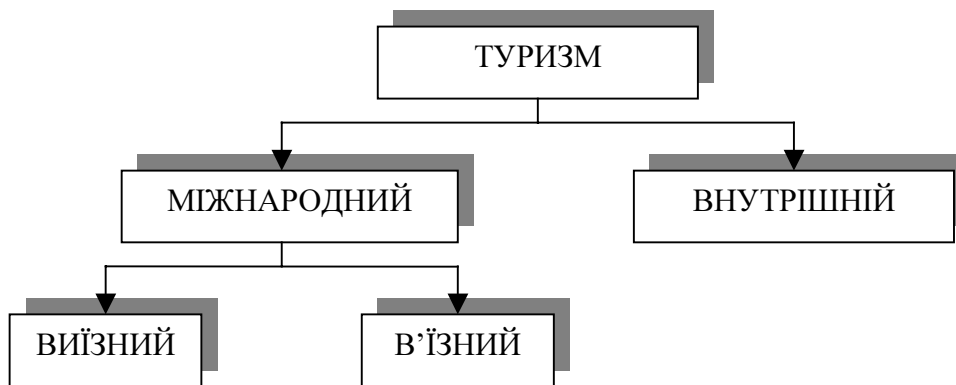 ТУРИЗМ
МІЖНАРОДНИЙ
ВНУТРІШНІЙ
ВИЇЗНИЙ
В’ЇЗНИЙ